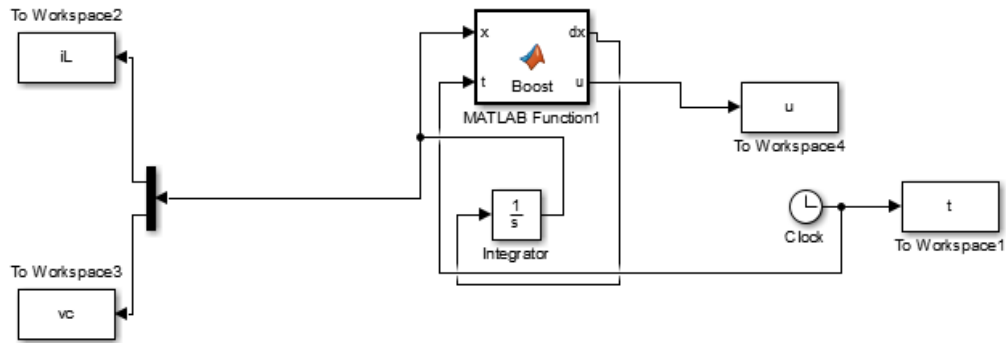 To Workspace2
iL
x
dx
t
u
Boost
MATLAB Function1
u
To Workspace4
1
s
Integrator
Clock
t
To Workspace1
To Workspace3
vc